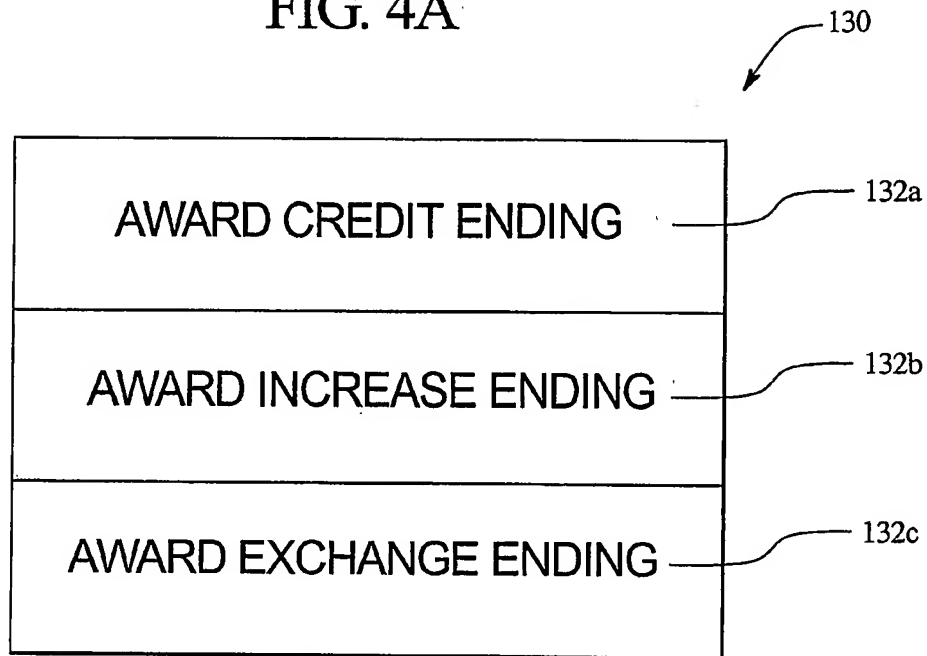 FIG. 4A
130
AWARD CREDIT ENDING
132a
AWARD INCREASE ENDING
132b
AWARD EXCHANGE ENDING
132c